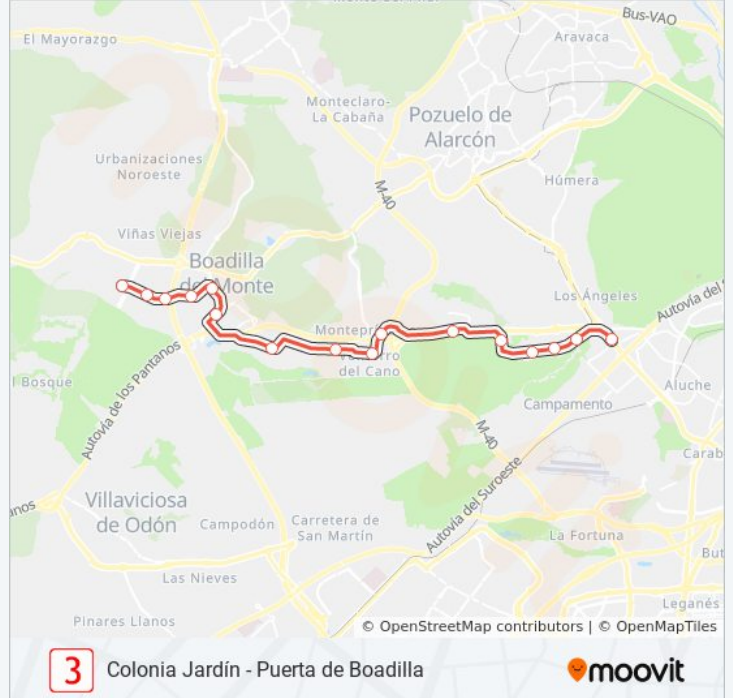 Monte
Bus-VAO
El Mayorazgo
Aravaca
Monteclaro-
La Cabaña
Pozuelo de
Alarcón
Urbanizaciones
Noroeste
M-40
Húmera
Viñas Viejas
Boadilla
del Monte
Los Ángeles
Autovía del
Montepr
l Bosque
del Cano
Autovía de los Pantanos
Aluche
Campamento
M-40
Carab
Villaviciosa
de Odón
Campodón
Carretera de
San Martín
Autovía del Suroeste
La Fortuna
But
Las Nieves
Leganés
Pinares Llanos
© OpenStreetMap contributors | © OpenMapTiles
3 Colonia Jardín - Puerta de Boadilla
moovit